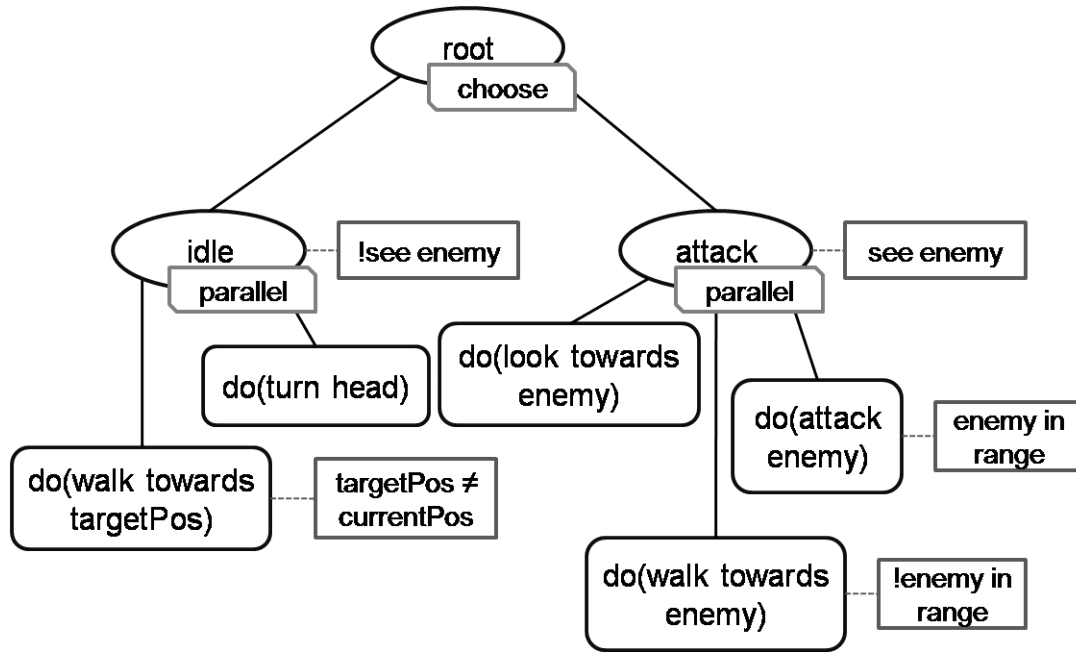 root
choose
idle
!see enemy
parallel
attack
see enemy
parallel
do(turn head)
do(look towards
enemy)
do(attack
enemy)
enemy in
range
do(walk towards
targetPos)
targetPos ≠
currentPos
do(walk towards
enemy)
!enemy in
range